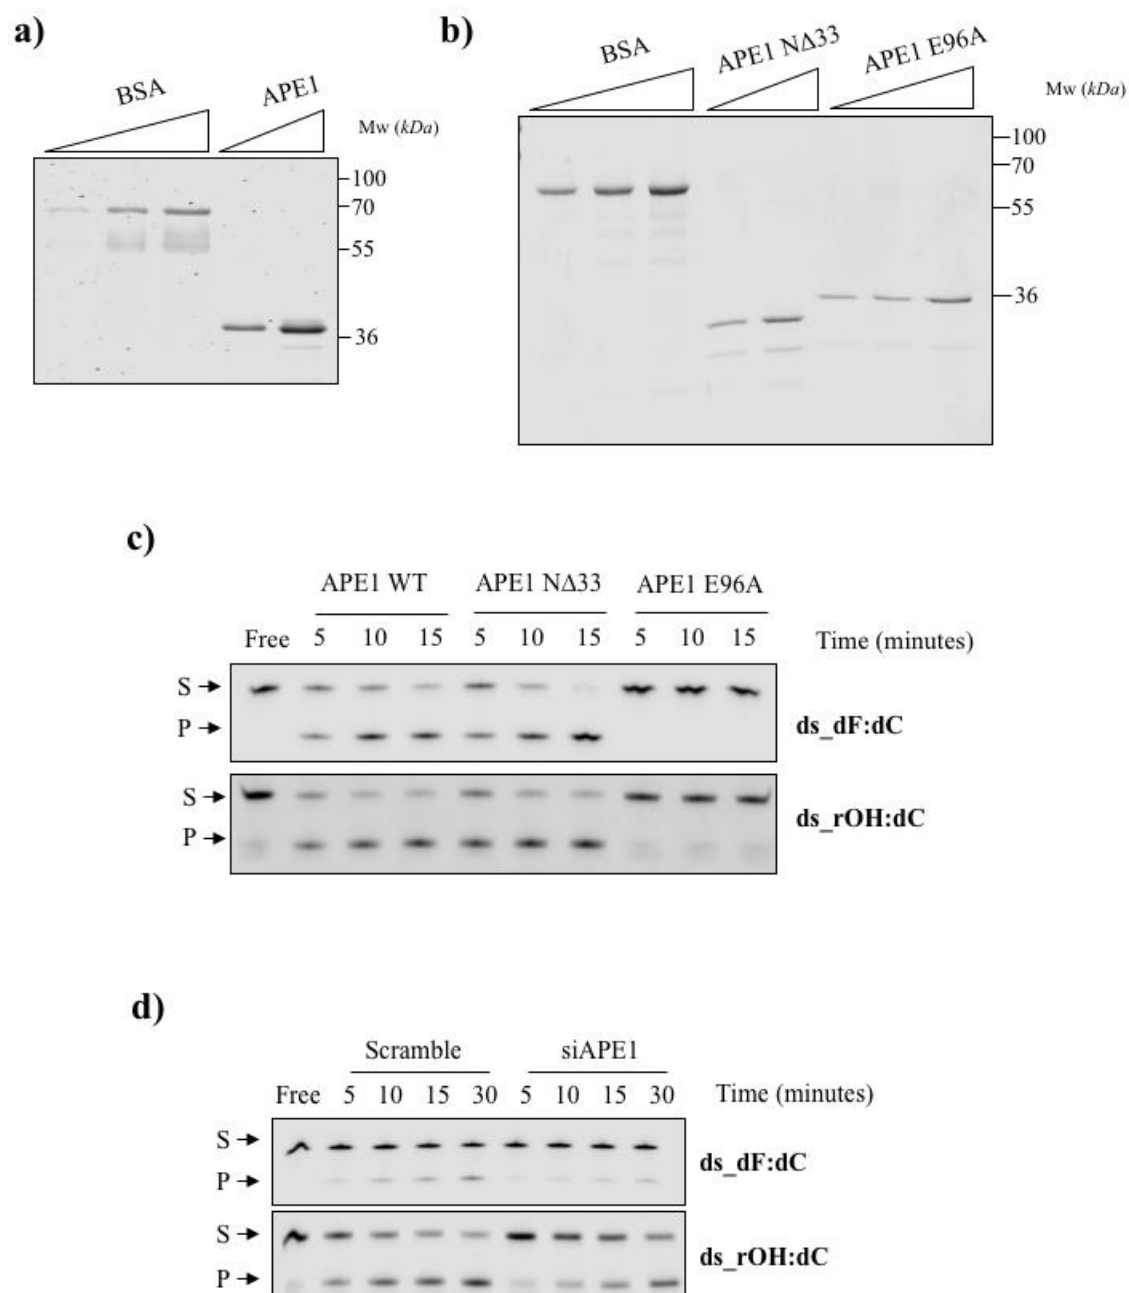 a)
BSA
APE1
Mw (kDa)
100
70
55
36
b)
BSA
APE1 NΔ33
APE1 E96A
Mw (kDa)
100
70
55
36
c)
APE1 WT
APE1 NΔ33
APE1 E96A
Free 5 10 15 5 10 15 5 10 15 Time (minutes)
S
P
ds_dF:dC
S
P
ds_rOH:dC
d)
Scramble
siAPE1
Free 5 10 15 30 5 10 15 30 Time (minutes)
S
P
ds_dF:dC
S
P
ds_rOH:dC